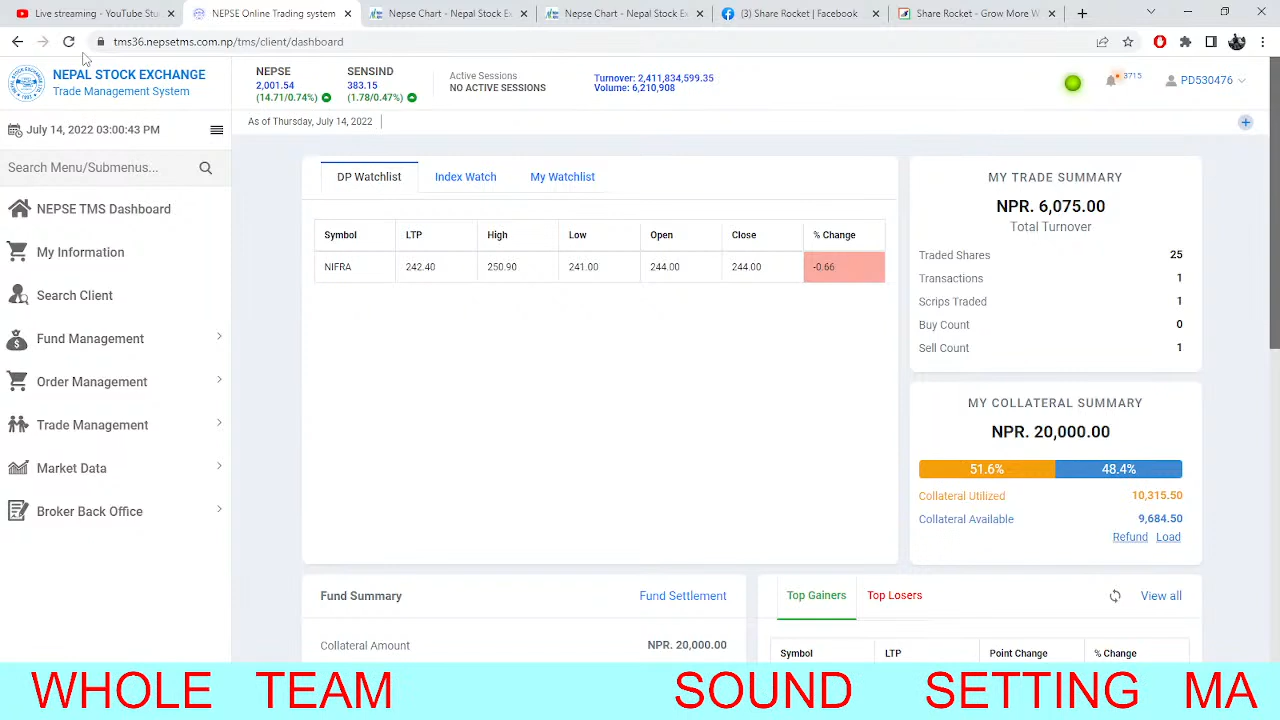 Live streaming - YouTube Stu
NEPSE Online Trading system
Nepse Chart - Nepal Stock Ex
Nepse Chart - Nepal Stock Ex
(3) Share Rocket | Facebook
Share Rocket - Grow More W
tms36.nepsetms.com.np/tms/client/dashboard
NEPAL STOCK EXCHANGE
Trade Management System
NEPSE
2,001.54
(14.71/0.74%)
SENSIND
383.15
(1.78/0.47%)
Active Sessions
NO ACTIVE SESSIONS
Turnover: 2,411,834,599.35
Volume: 6,210,908
3715
PD530476
July 14, 2022 03:00:43 PM
As of Thursday, July 14, 2022
Search Menu/Submenus...
NEPSE TMS Dashboard
My Information
Search Client
Fund Management
Order Management
Trade Management
Market Data
Broker Back Office
DP Watchlist Index Watch My Watchlist
Symbol LTP High Low Open Close % Change
NIFRA 242.40 250.90 241.00 244.00 244.00 -0.66
MY TRADE SUMMARY
NPR. 6,075.00
Total Turnover
Traded Shares 25
Transactions 1
Scrips Traded 1
Buy Count 0
Sell Count 1
MY COLLATERAL SUMMARY
NPR. 20,000.00
51.6% 48.4%
Collateral Utilized 10,315.50
Collateral Available 9,684.50
Refund Load
Fund Summary Fund Settlement
Collateral Amount NPR. 20,000.00
Top Gainers Top Losers View all
Symbol LTP Point Change % Change
WHOLE TEAM SOUND SETTING MA